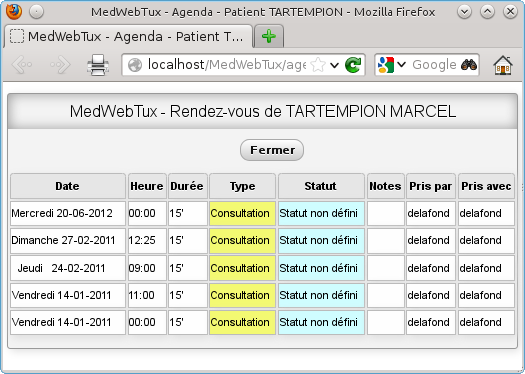 MedWebTux - Agenda - Patient TARTEMPION - Mozilla Firefox
MedWebTux - Agenda - Patient T...
localhost/MedWebTux/age Google
MedWebTux - Rendez-vous de TARTEMPION MARCEL
Fermer
Date Heure Durée Type Statut Notes Pris par Pris avec
Mercredi 20-06-2012 00:00 15' Consultation Statut non défini delafond delafond
Dimanche 27-02-2011 12:25 15' Consultation Statut non défini delafond delafond
Jeudi 24-02-2011 09:00 15' Consultation Statut non défini delafond delafond
Vendredi 14-01-2011 11:00 15' Consultation Statut non défini delafond delafond
Vendredi 14-01-2011 00:00 15' Consultation Statut non défini delafond delafond